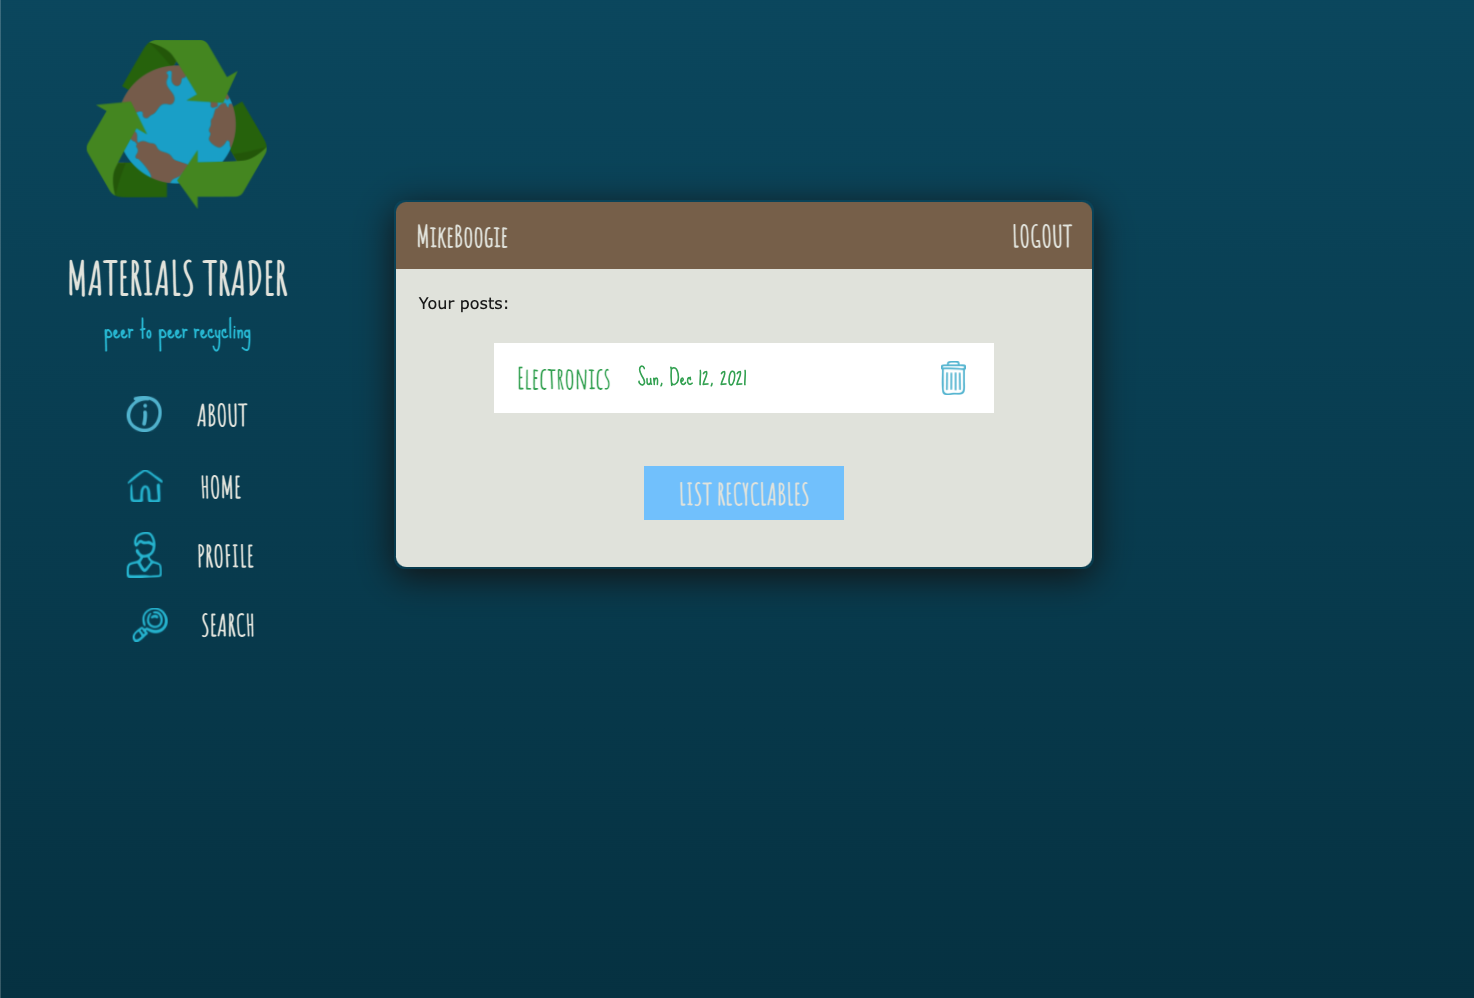 MATERIALS TRADER
peer to peer recycling
ABOUT
HOME
PROFILE
SEARCH
MikeBoogie
LOGOUT
Your posts:
Electronics Sun, Dec 12, 2021
LIST RECYCLABLES